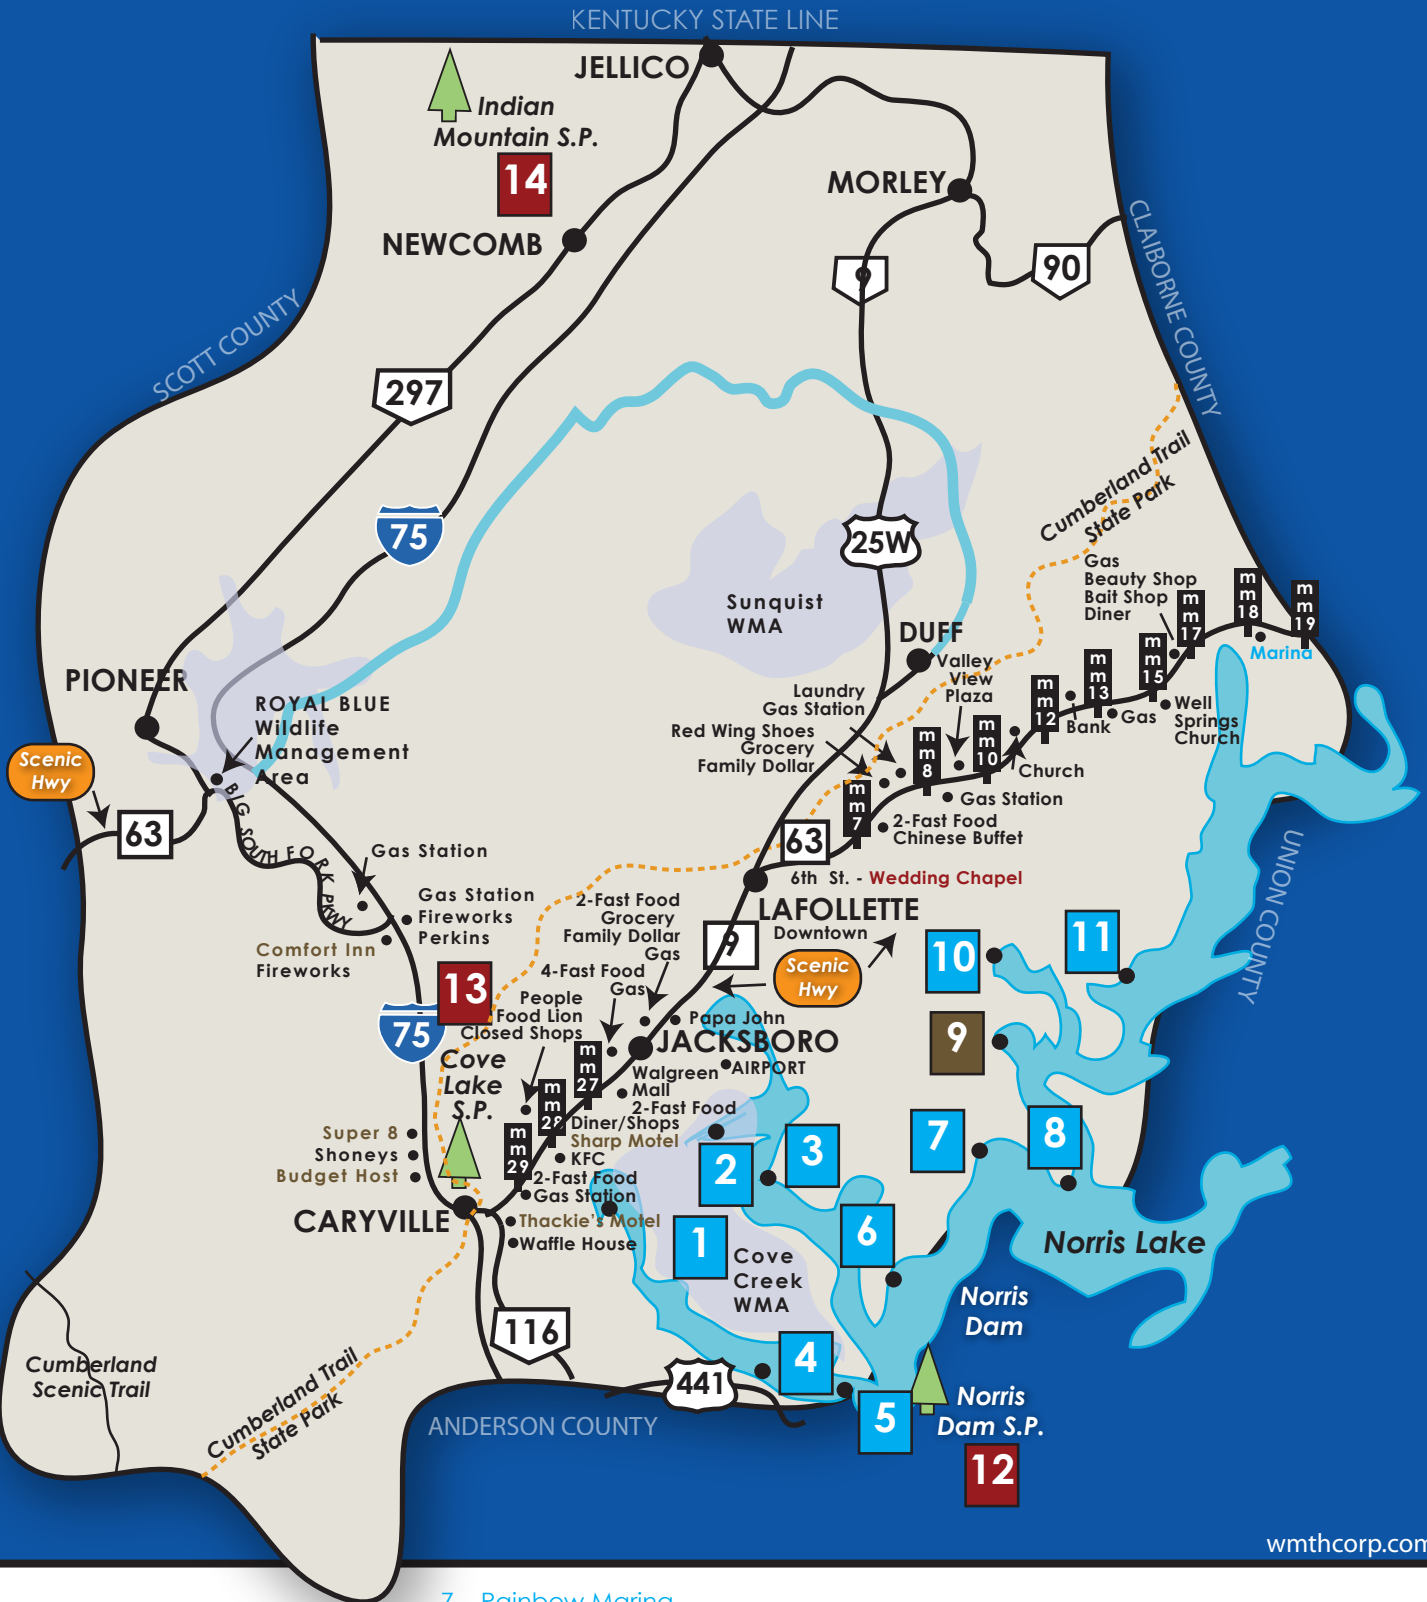 KENTUCKY STATE LINE
JELLICO
Indian
Mountain S.P.
14
MORLEY
NEWCOMB
9
90
CLAIBORNE COUNTY
SCOTT COUNTY
297
75
25W
Cumberland Trail
State Park
Sunquist
WMA
Gas
Beauty Shop
Bait Shop
Diner
mm 19
mm 18
mm 17
mm 15
mm 13
mm 12
mm 10
mm 8
mm 7
Marina
DUFF
Valley
View
Plaza
Laundry
Gas Station
Red Wing Shoes
Grocery
Family Dollar
Well
Springs
Church
Gas
Bank
Church
Gas Station
2-Fast Food
Chinese Buffet
PIONEER
ROYAL BLUE
Wildlife
Management
Area
Scenic
Hwy
63
BIG SOUTH FORK PKWY
Gas Station
Gas Station
Fireworks
Perkins
Comfort Inn
Fireworks
63
6th St. - Wedding Chapel
LAFOLLETTE
Downtown
9
Scenic
Hwy
UNION COUNTY
2-Fast Food
Grocery
Family Dollar
Gas
4-Fast Food
Gas
People
Food Lion
Closed Shops
13
75
Cove
Lake
S.P.
Papa John
JACKSBORO
AIRPORT
Walgreen
Mall
2-Fast Food
mm 27
mm 28
mm 29
Diner/Shops
Sharp Motel
KFC
2-Fast Food
Gas Station
Thackie's Motel
Waffle House
Super 8
Shoneys
Budget Host
CARYVILLE
10
11
9
8
7
3
2
6
1
Cove
Creek
WMA
Norris Lake
Norris
Dam
4
5
Norris
Dam S.P.
12
116
441
Cumberland
Scenic Trail
Cumberland Trail
State Park
ANDERSON COUNTY
wmthcorp.com
7 Rainbow Marina